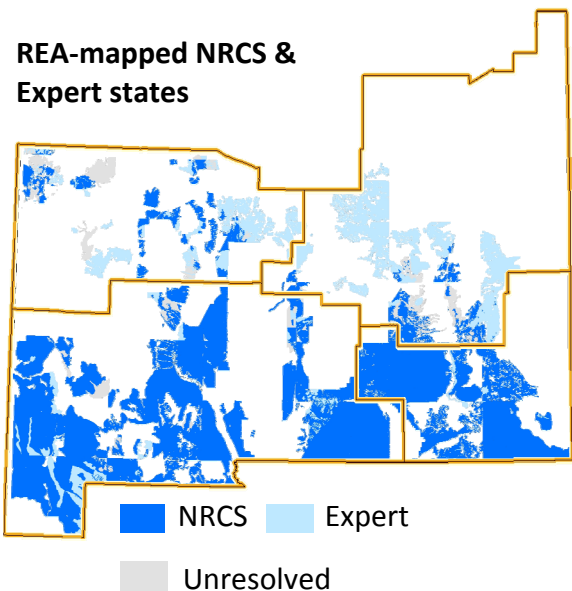 REA-mapped NRCS &
Expert states
NRCS
Expert
Unresolved